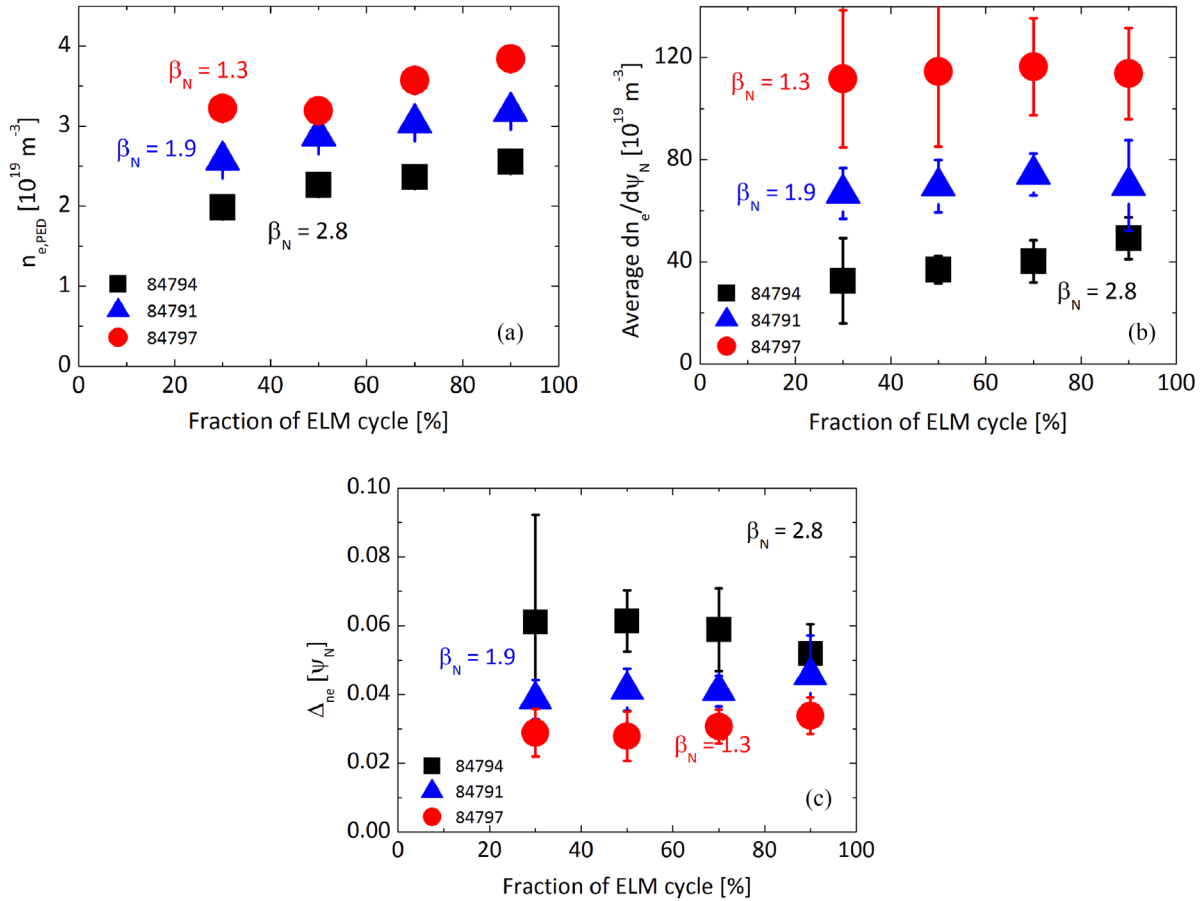 4
3
2
1
0
n_e,PED [10^19 m^-3]
β_N = 1.3
β_N = 1.9
β_N = 2.8
84794
84791
84797
(a)
0 20 40 60 80 100
Fraction of ELM cycle [%]
120
80
40
0
Average dn_e/dψ_N [10^19 m^-3]
β_N = 1.3
β_N = 1.9
β_N = 2.8
84794
84791
84797
(b)
0 20 40 60 80 100
Fraction of ELM cycle [%]
0.10
0.08
0.06
0.04
0.02
0.00
Δ_ne [ψ_N]
β_N = 2.8
β_N = 1.9
β_N = 1.3
84794
84791
84797
(c)
0 20 40 60 80 100
Fraction of ELM cycle [%]